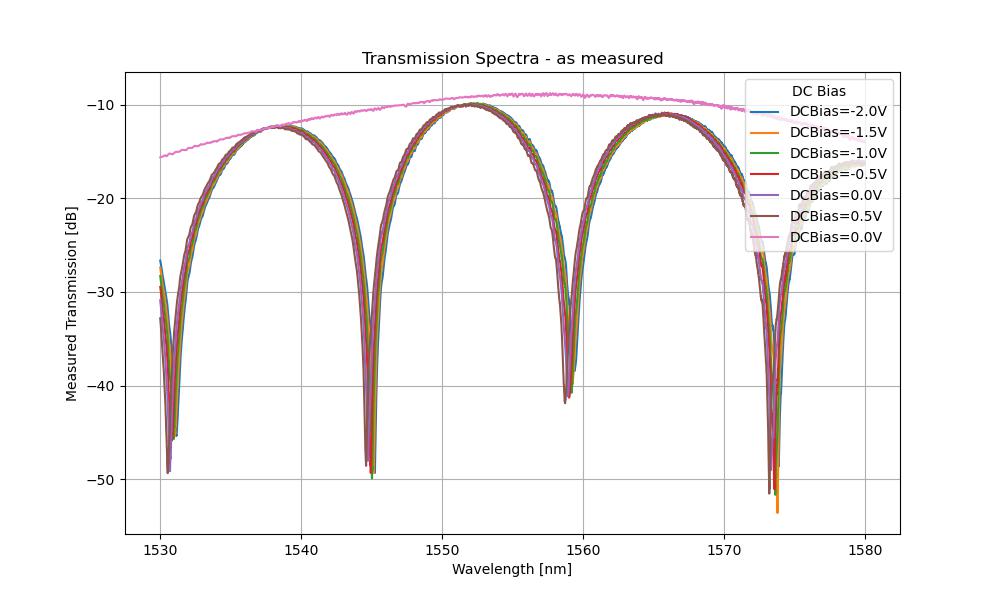 Transmission Spectra - as measured
Measured Transmission [dB]
−10
−20
−30
−40
−50
DC Bias
DCBias=-2.0V
DCBias=-1.5V
DCBias=-1.0V
DCBias=-0.5V
DCBias=0.0V
DCBias=0.5V
DCBias=0.0V
1530
1540
1550
1560
1570
1580
Wavelength [nm]